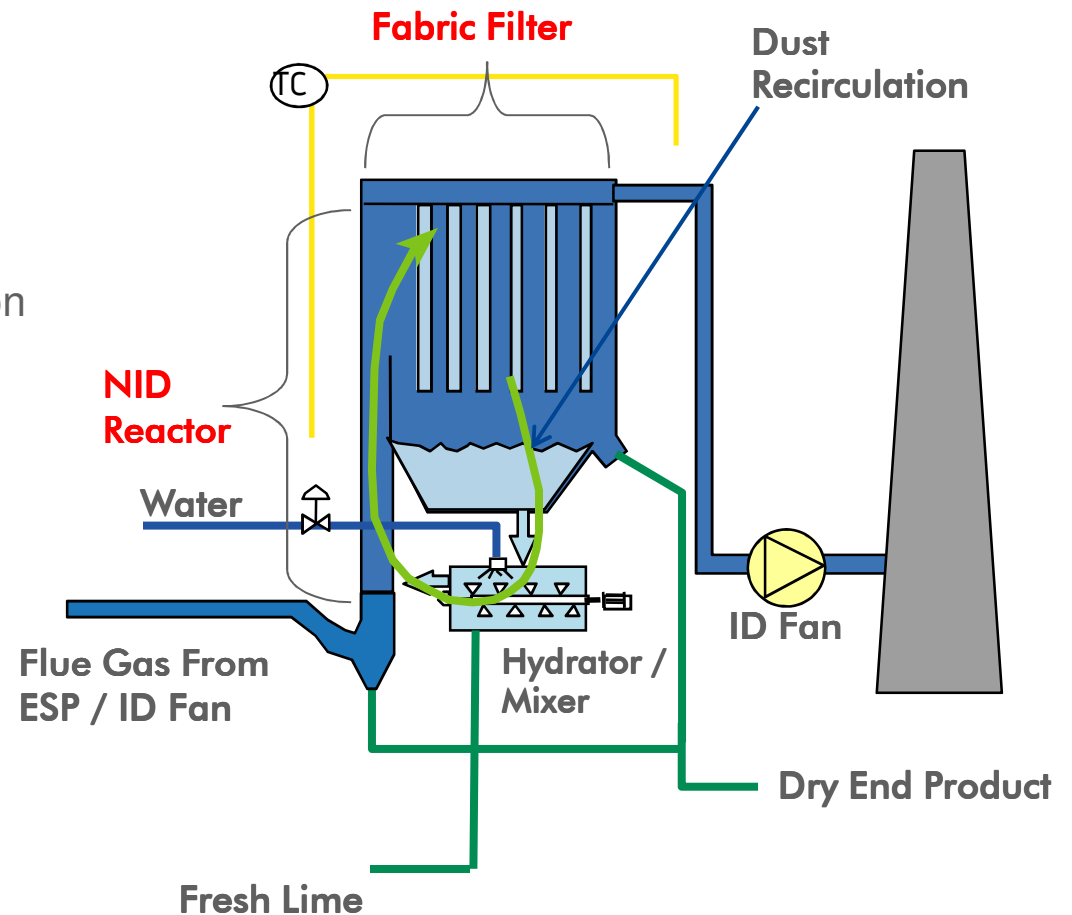 Fabric Filter
Dust
Recirculation
TC
NID
Reactor
Water
Flue Gas From
ESP / ID Fan
Hydrator /
Mixer
ID Fan
Dry End Product
Fresh Lime